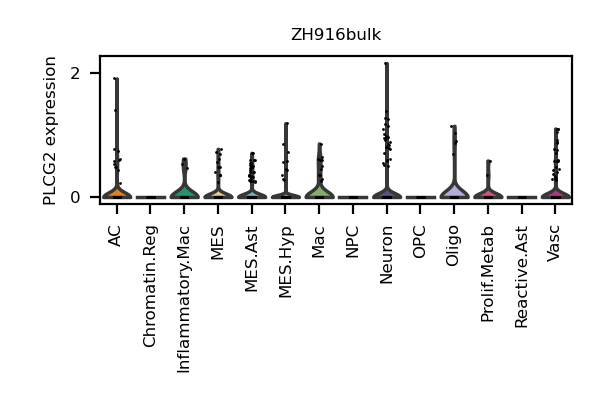 ZH916bulk
PLCG2 expression
2
0
AC
Chromatin.Reg
Inflammatory.Mac
MES
MES.Ast
MES.Hyp
Mac
NPC
Neuron
OPC
Oligo
Prolif.Metab
Reactive.Ast
Vasc